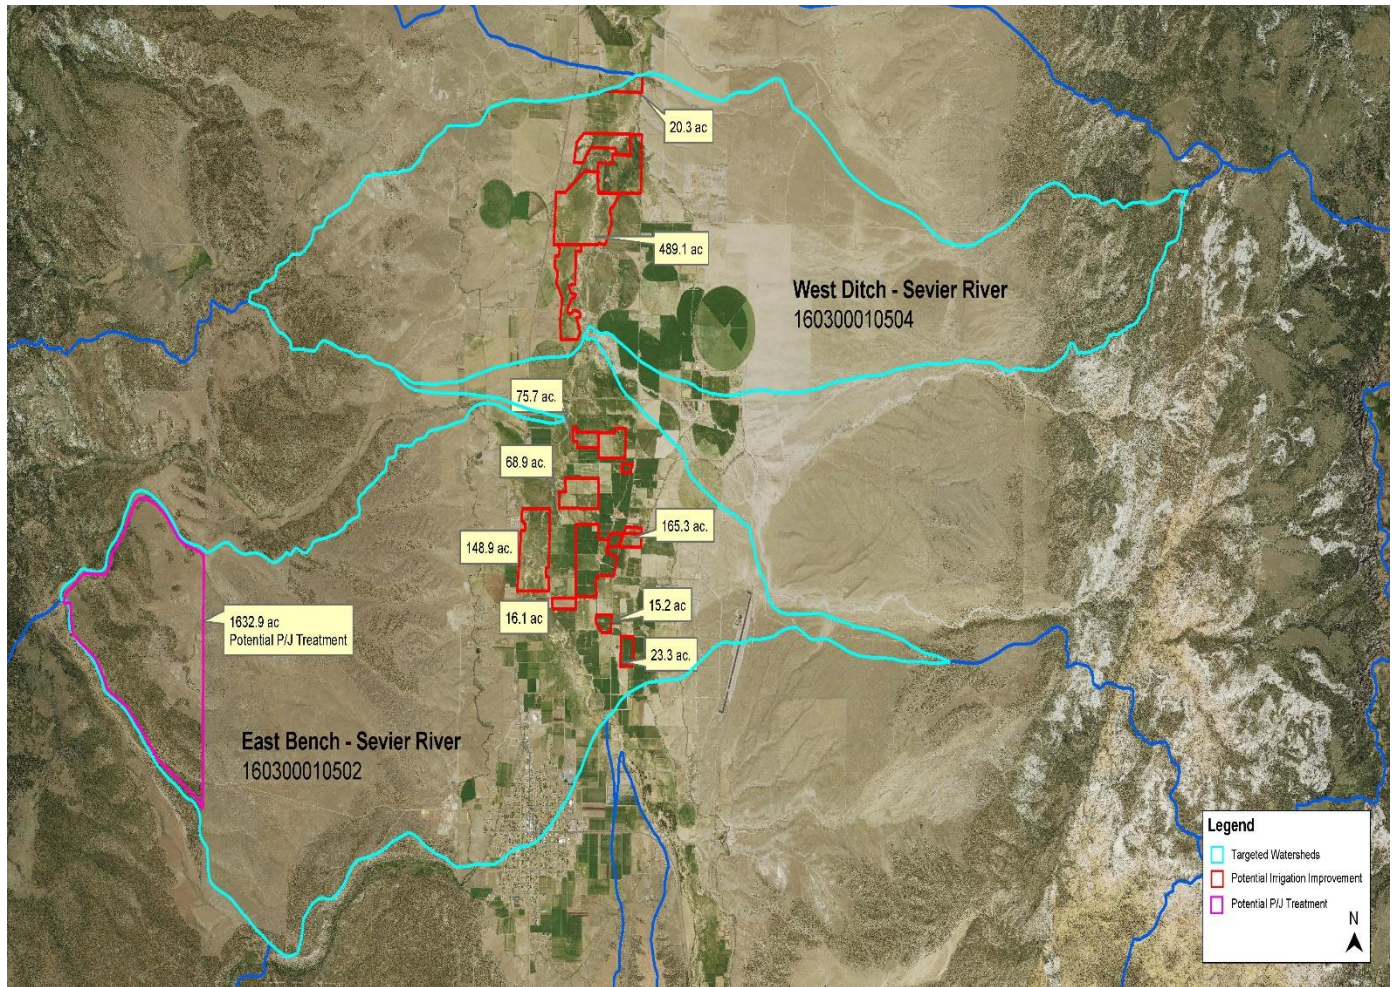 20.3 ac
489.1 ac
West Ditch - Sevier River
160300010504
75.7 ac.
68.9 ac.
165.3 ac.
148.9 ac.
15.2 ac
16.1 ac
1632.9 ac
Potential P/J Treatment
23.3 ac.
East Bench - Sevier River
160300010502
Legend
Targeted Watersheds
Potential Irrigation Improvement
Potential P/J Treatment
N